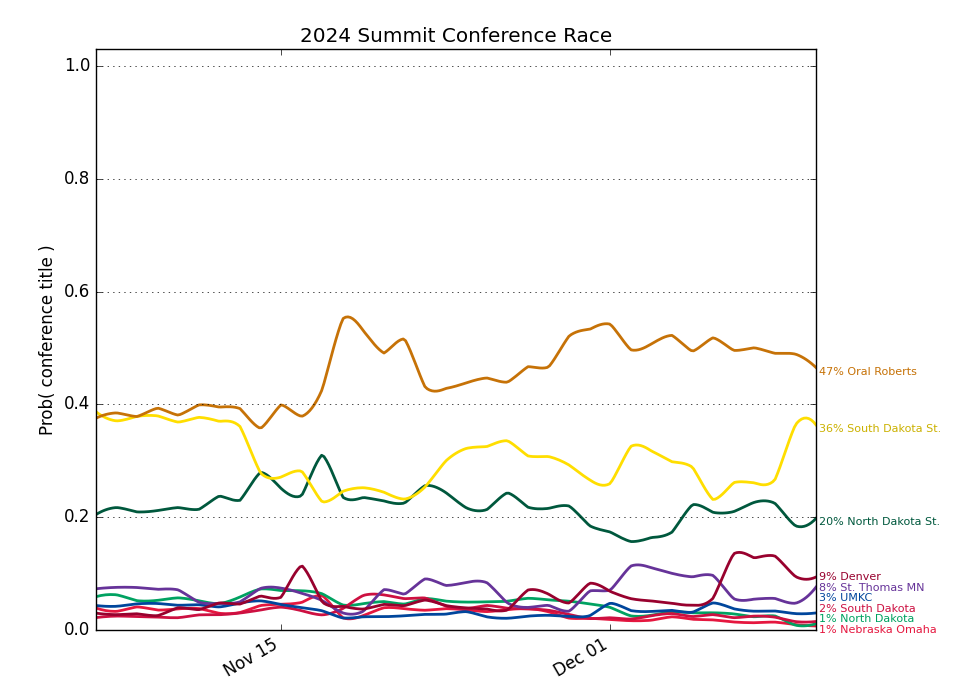 2024 Summit Conference Race
Prob( conference title )
1.0
0.8
0.6
0.4
0.2
0.0
Nov 15
Dec 01
47% Oral Roberts
36% South Dakota St.
20% North Dakota St.
9% Denver
8% St. Thomas MN
3% UMKC
2% South Dakota
1% North Dakota
1% Nebraska Omaha